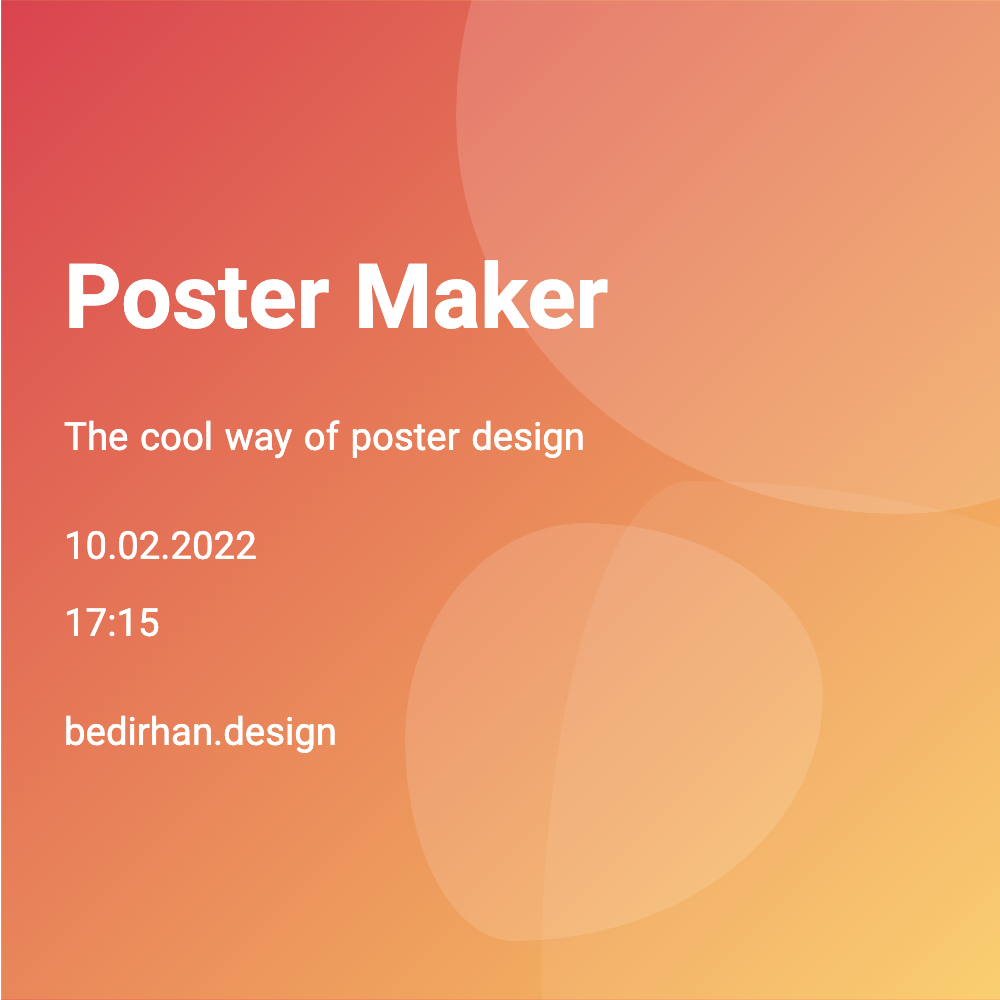 Poster Maker
The cool way of poster design
10.02.2022
17:15
bedirhan.design